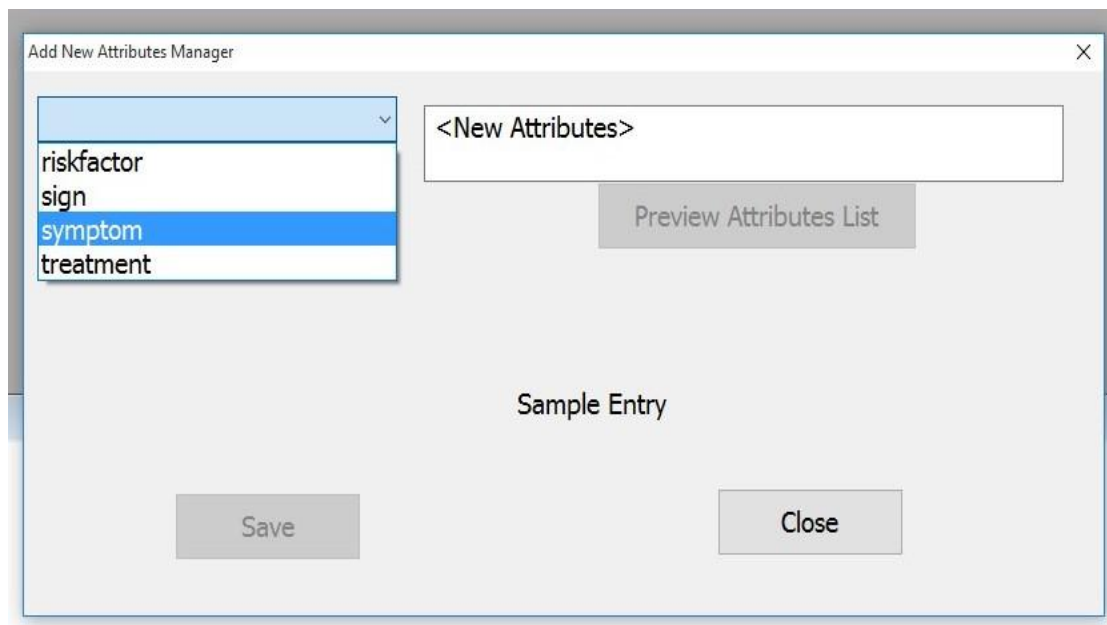 Add New Attributes Manager
<New Attributes>
riskfactor
sign
symptom
treatment
Preview Attributes List
Sample Entry
Save
Close